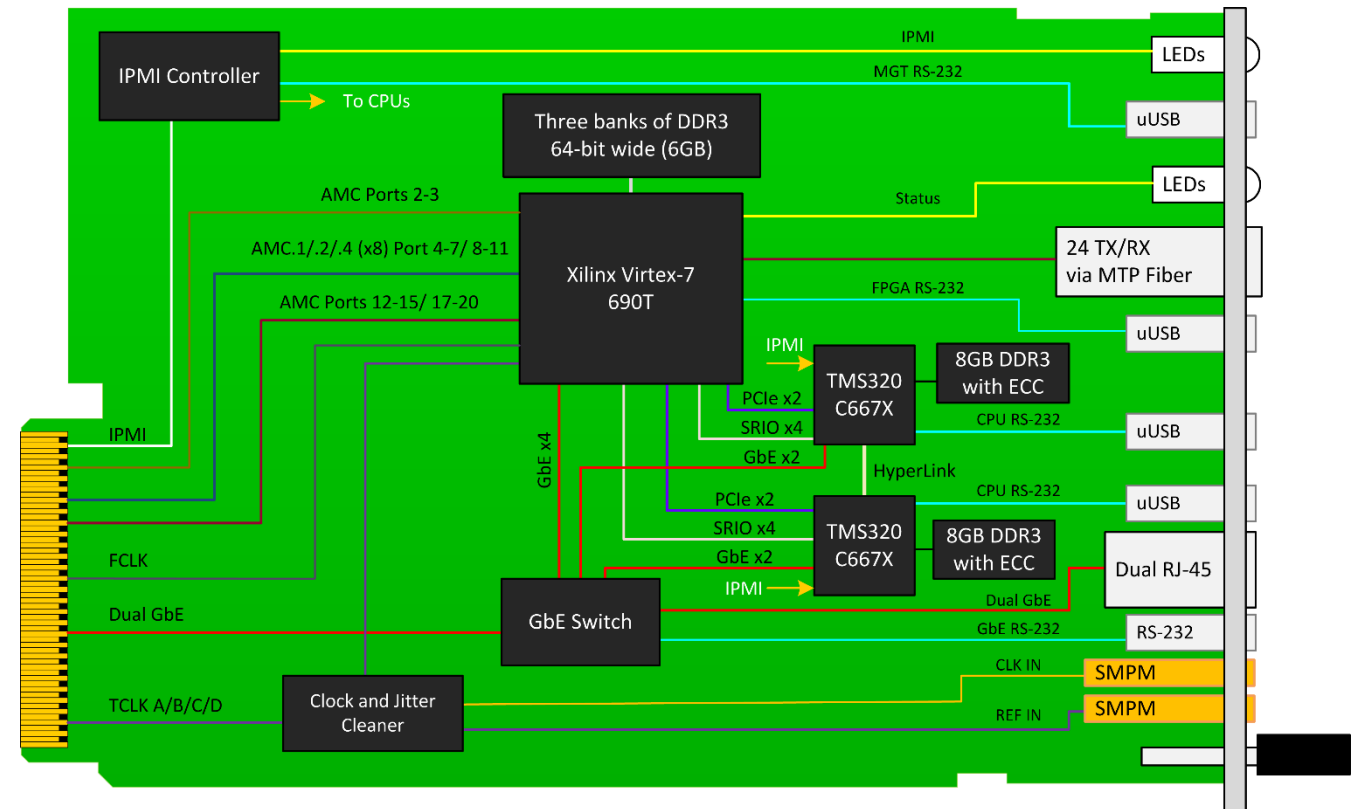 IPMI
LEDs
IPMI Controller
MGT RS-232
To CPUs
uUSB
Three banks of DDR3
64-bit wide (6GB)
LEDs
AMC Ports 2-3
Status
AMC.1/.2/.4 (x8) Port 4-7/ 8-11
24 TX/RX
via MTP Fiber
Xilinx Virtex-7
690T
FPGA RS-232
AMC Ports 12-15/ 17-20
uUSB
IPMI
8GB DDR3
with ECC
TMS320
C667X
PCIe x2
CPU RS-232
uUSB
SRIO x4
IPMI
GbE x4
GbE x2
HyperLink
PCIe x2
CPU RS-232
uUSB
SRIO x4
TMS320
C667X
8GB DDR3
with ECC
GbE x2
FCLK
Dual RJ-45
IPMI
Dual GbE
Dual GbE
GbE Switch
GbE RS-232
RS-232
CLK IN
SMPM
TCLK A/B/C/D
Clock and Jitter
Cleaner
REF IN
SMPM